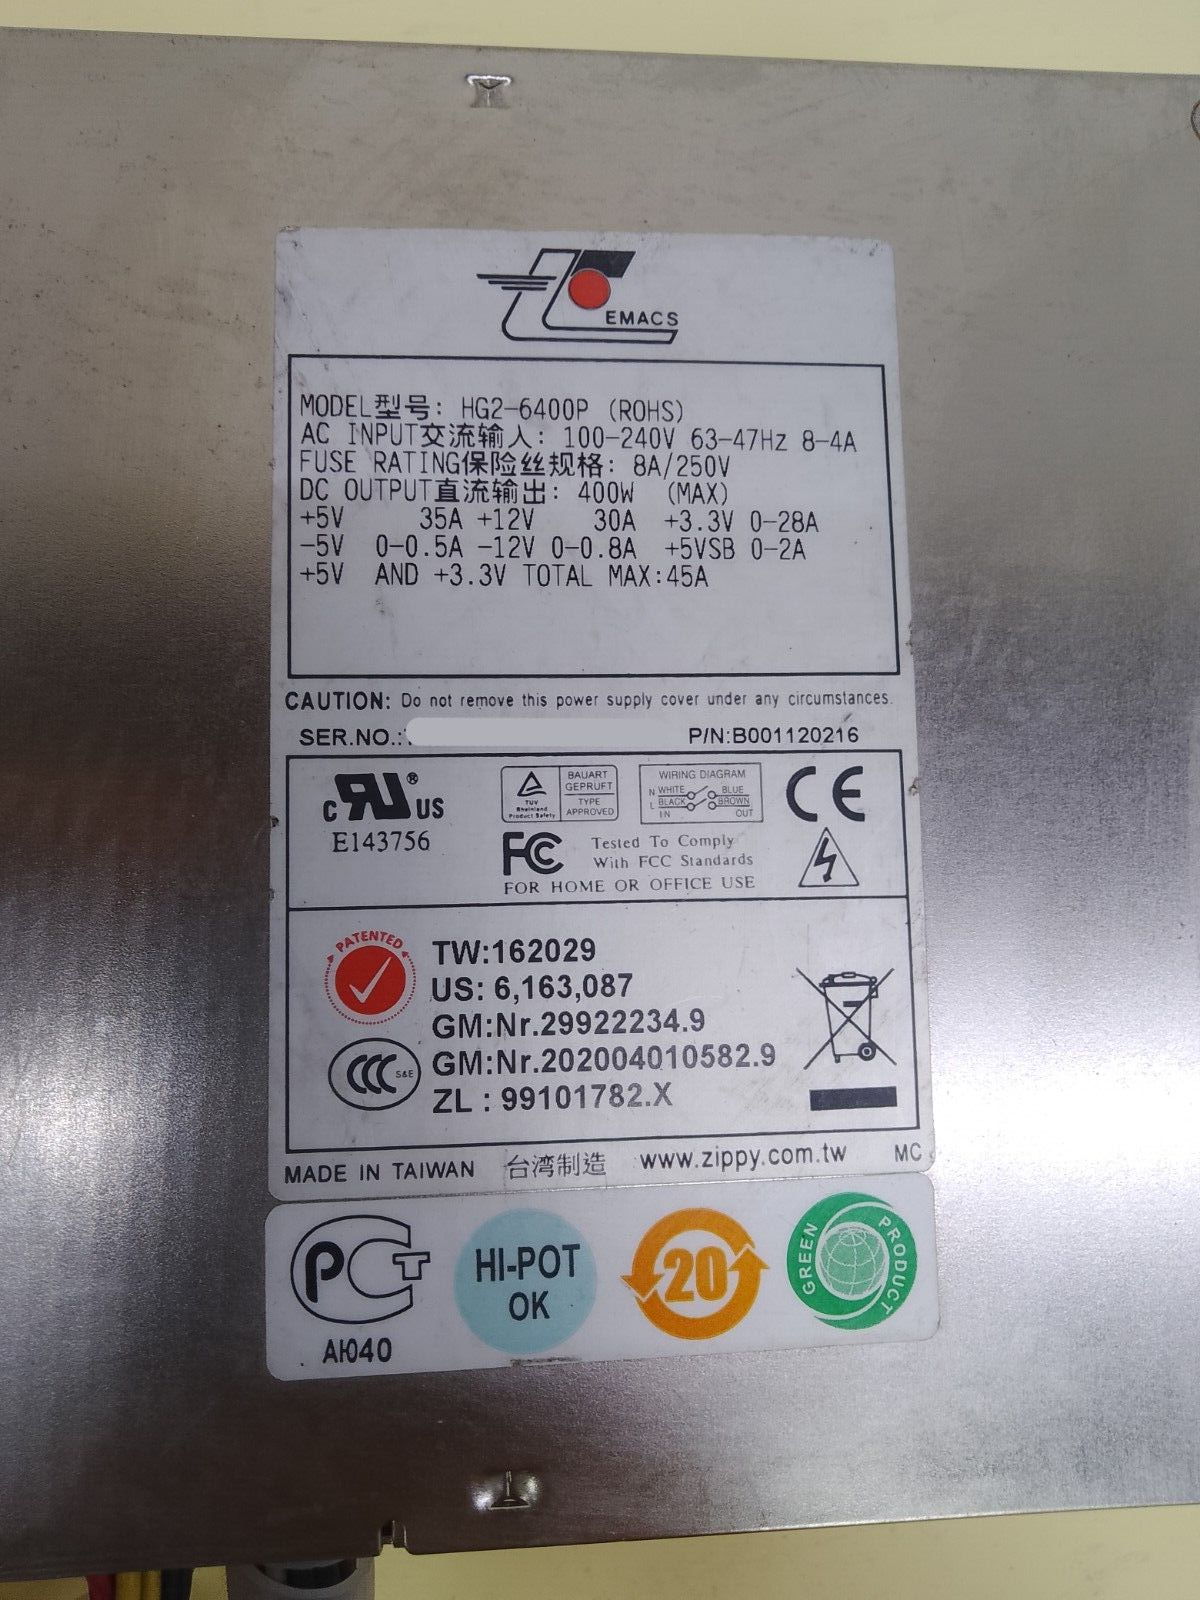 EMACS
MODEL型号: HG2-6400P (ROHS)
AC INPUT交流输入: 100-240V 63-47Hz 8-4A
FUSE RATING保险丝规格: 8A/250V
DC OUTPUT直流输出: 400W (MAX)
+5V 35A +12V 30A +3.3V 0-28A
-5V 0-0.5A -12V 0-0.8A +5VSB 0-2A
+5V AND +3.3V TOTAL MAX:45A
CAUTION: Do not remove this power supply cover under any circumstances.
SER.NO.: P/N:B001120216
c RU ® US
E143756
TUV Rheinland Product Safety
BAUART GEPRUFT
TYPE APPROVED
WIRING DIAGRAM
N WHITE BLUE
L BLACK BROWN
IN OUT
CE
FC Tested To Comply
With FCC Standards
FOR HOME OR OFFICE USE
PATENTED
TW:162029
US: 6,163,087
GM:Nr.29922234.9
GM:Nr.202004010582.9
ZL : 99101782.X
CCC S&E
MADE IN TAIWAN 台湾制造 www.zippy.com.tw MC
РСТ
АЮ40
HI-POT
OK
20
GREEN PRODUCT